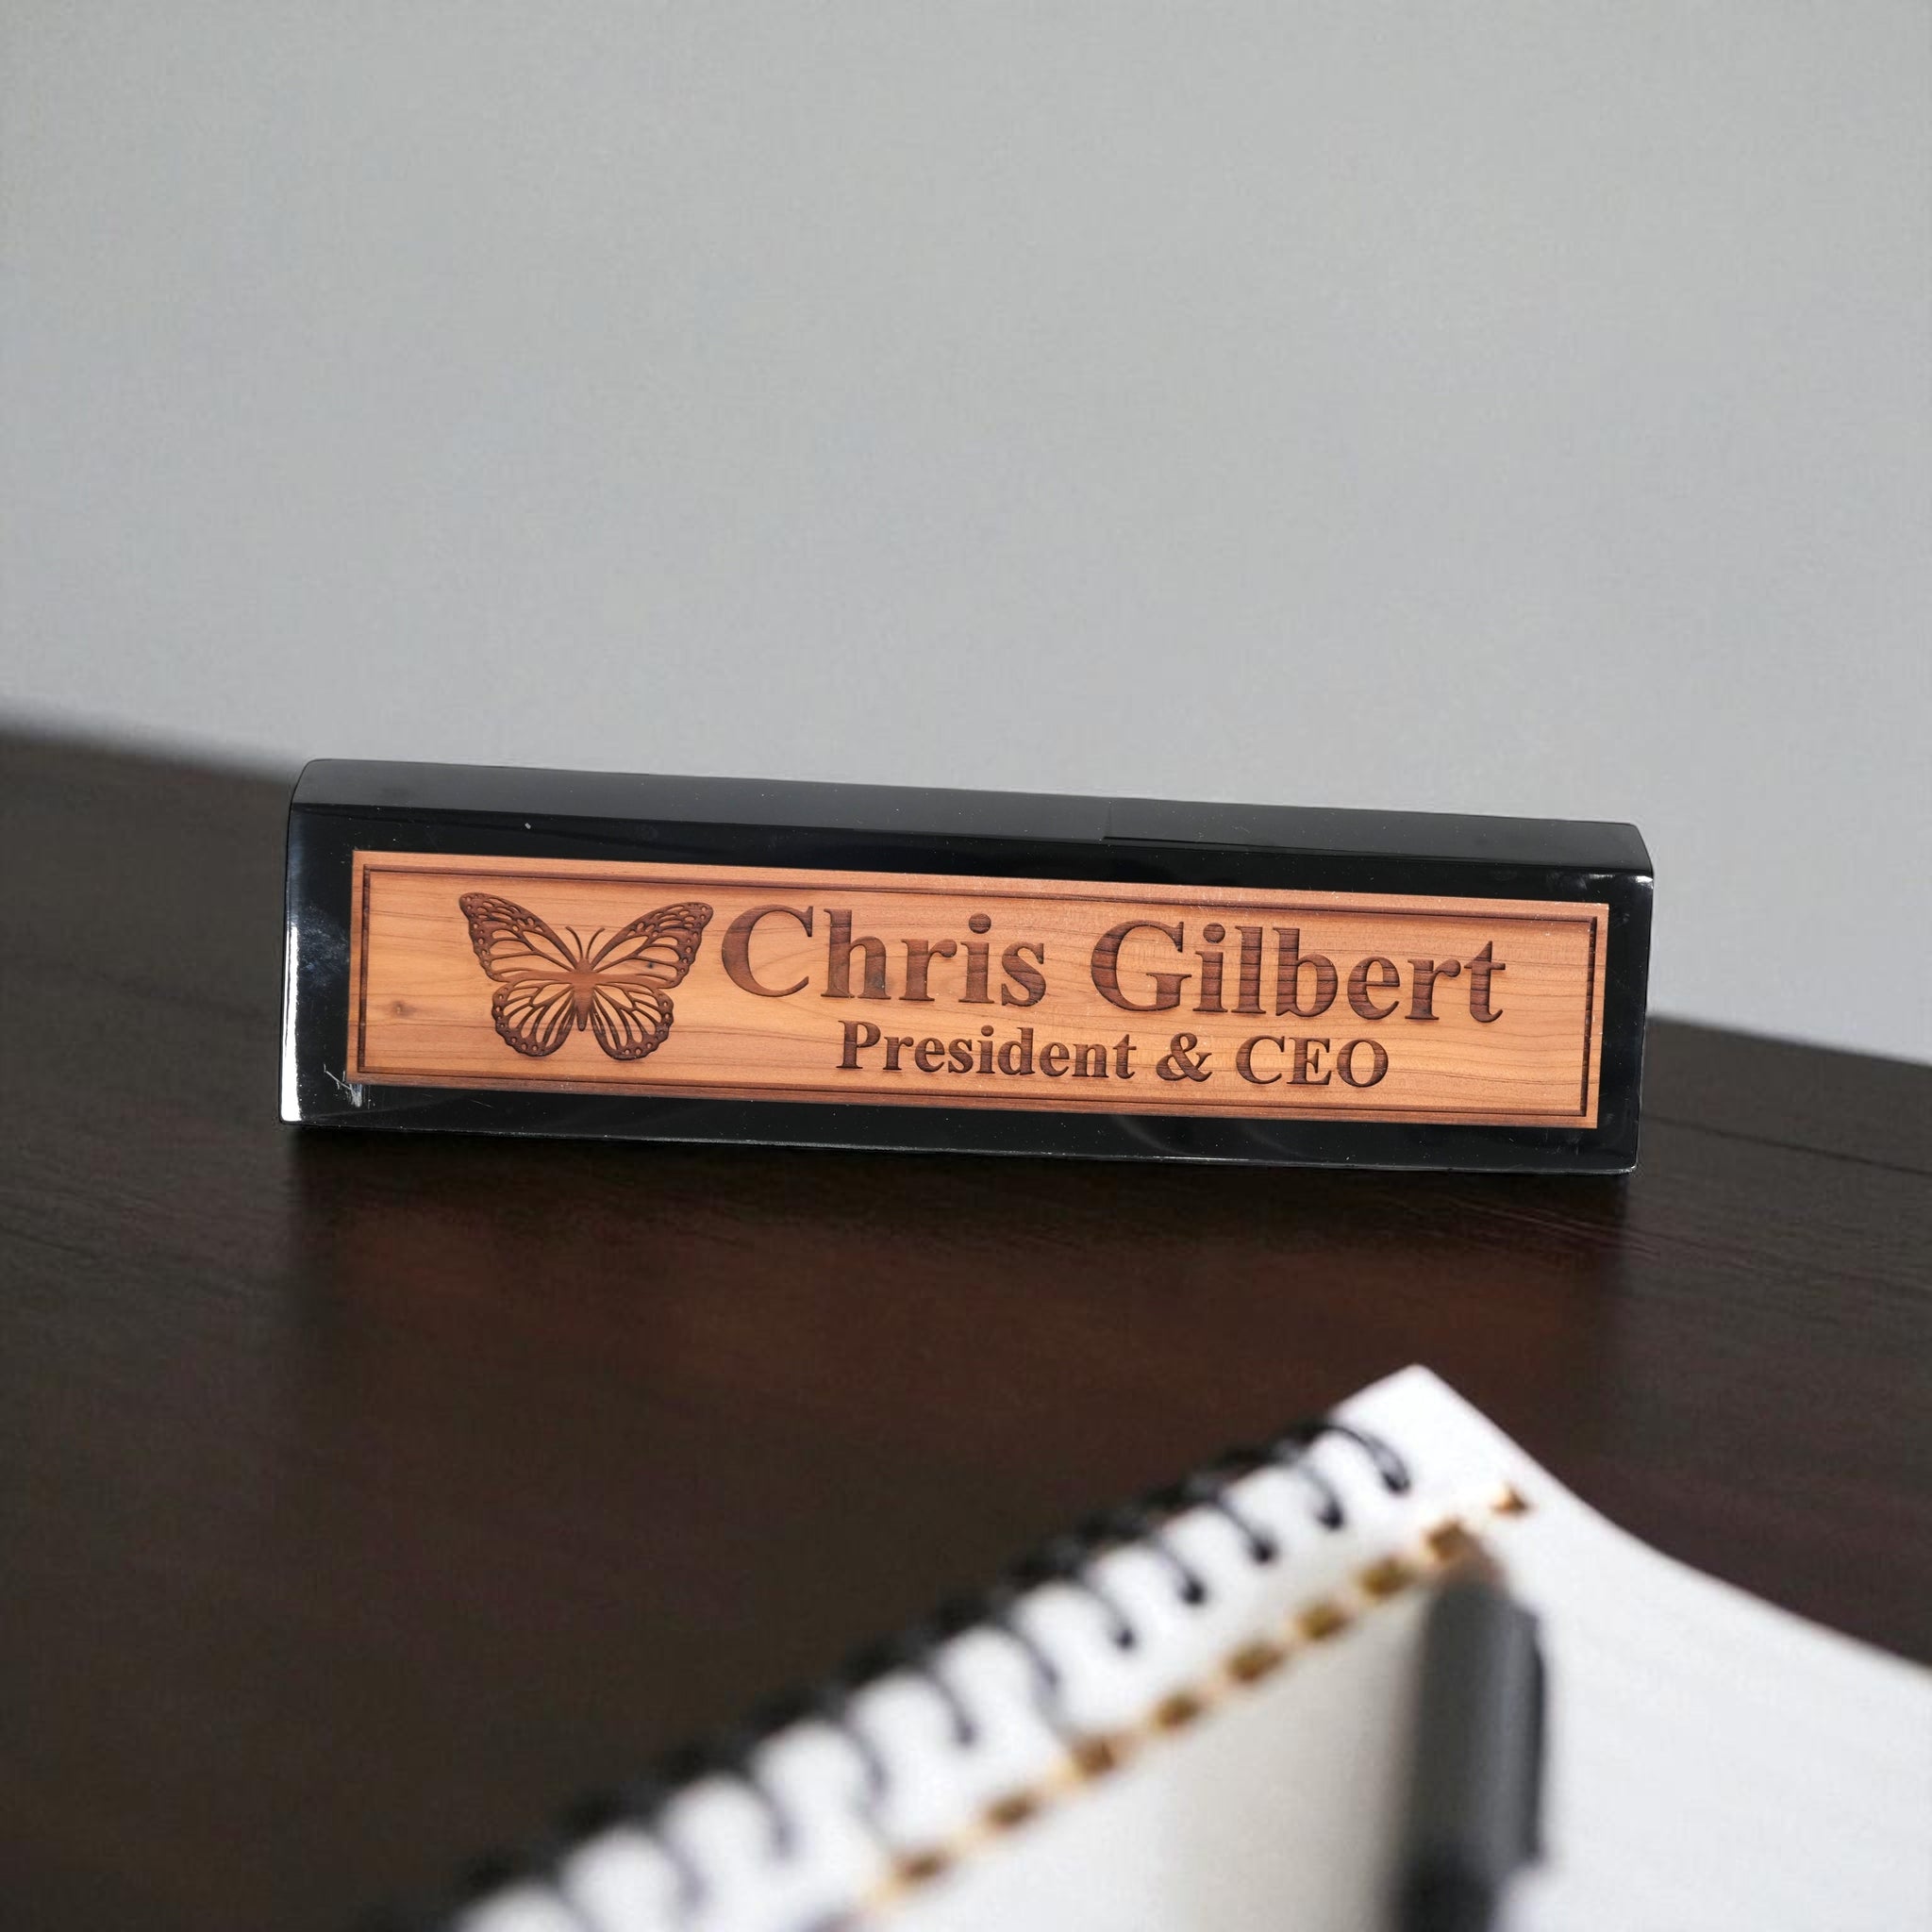 Chris Gilbert
President & CEO